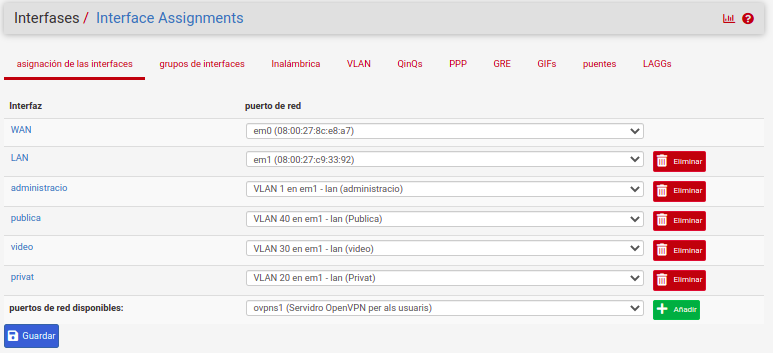 Interfases / Interface Assignments
asignación de las interfaces grupos de interfaces Inalámbrica VLAN QinQs PPP GRE GIFs puentes LAGGs
Interfaz puerto de red
WAN em0 (08:00:27:8c:e8:a7)
LAN em1 (08:00:27:c9:33:92) Eliminar
administracio VLAN 1 en em1 - lan (administracio) Eliminar
publica VLAN 40 en em1 - lan (Publica) Eliminar
video VLAN 30 en em1 - lan (video) Eliminar
privat VLAN 20 en em1 - lan (Privat) Eliminar
puertos de red disponibles: ovpns1 (Servidro OpenVPN per als usuaris) Añadir
Guardar